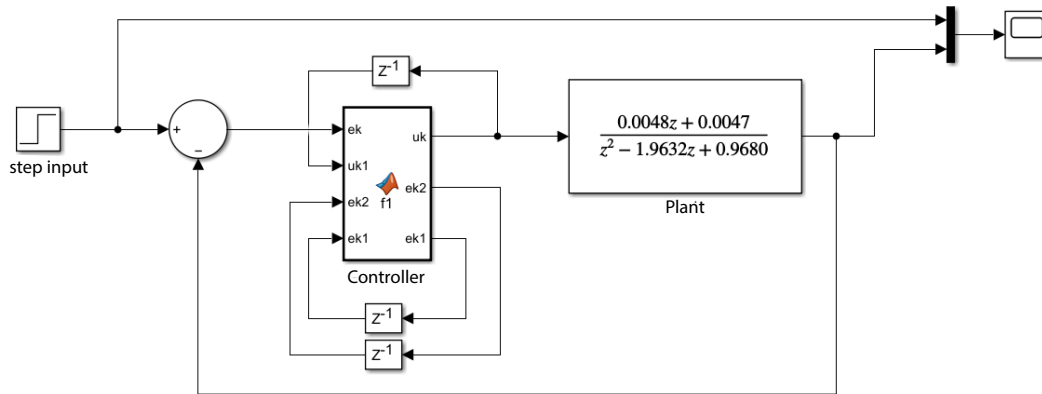 Z⁻¹
+
−
step input
ek
uk1
ek2
ek1
f1
uk
ek2
ek1
Controller
0.0048z + 0.0047
z² − 1.9632z + 0.9680
Plant
Z⁻¹
Z⁻¹